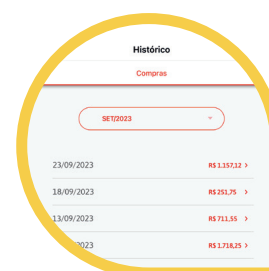 Histórico
Compras
SET/2023
23/09/2023 R$ 1.157,12 >
18/09/2023 R$ 251,75 >
13/09/2023 R$ 711,55 >
/2023 R$ 1.718,25 >